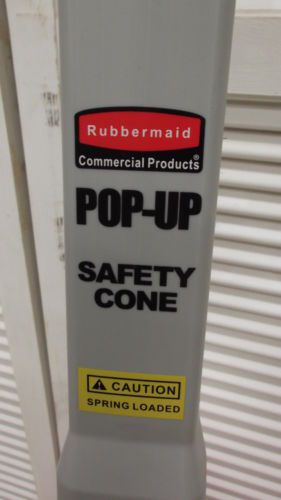 Rubbermaid
Commercial Products®
POP-UP
SAFETY
CONE
⚠ CAUTION
SPRING LOADED